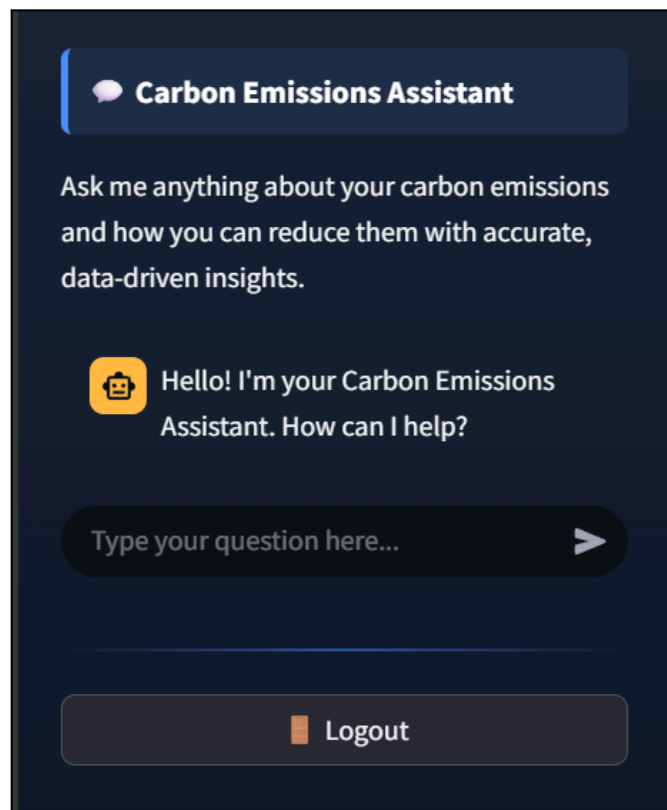 Carbon Emissions Assistant
Ask me anything about your carbon emissions
and how you can reduce them with accurate,
data-driven insights.
Hello! I'm your Carbon Emissions
Assistant. How can I help?
Type your question here...
Logout